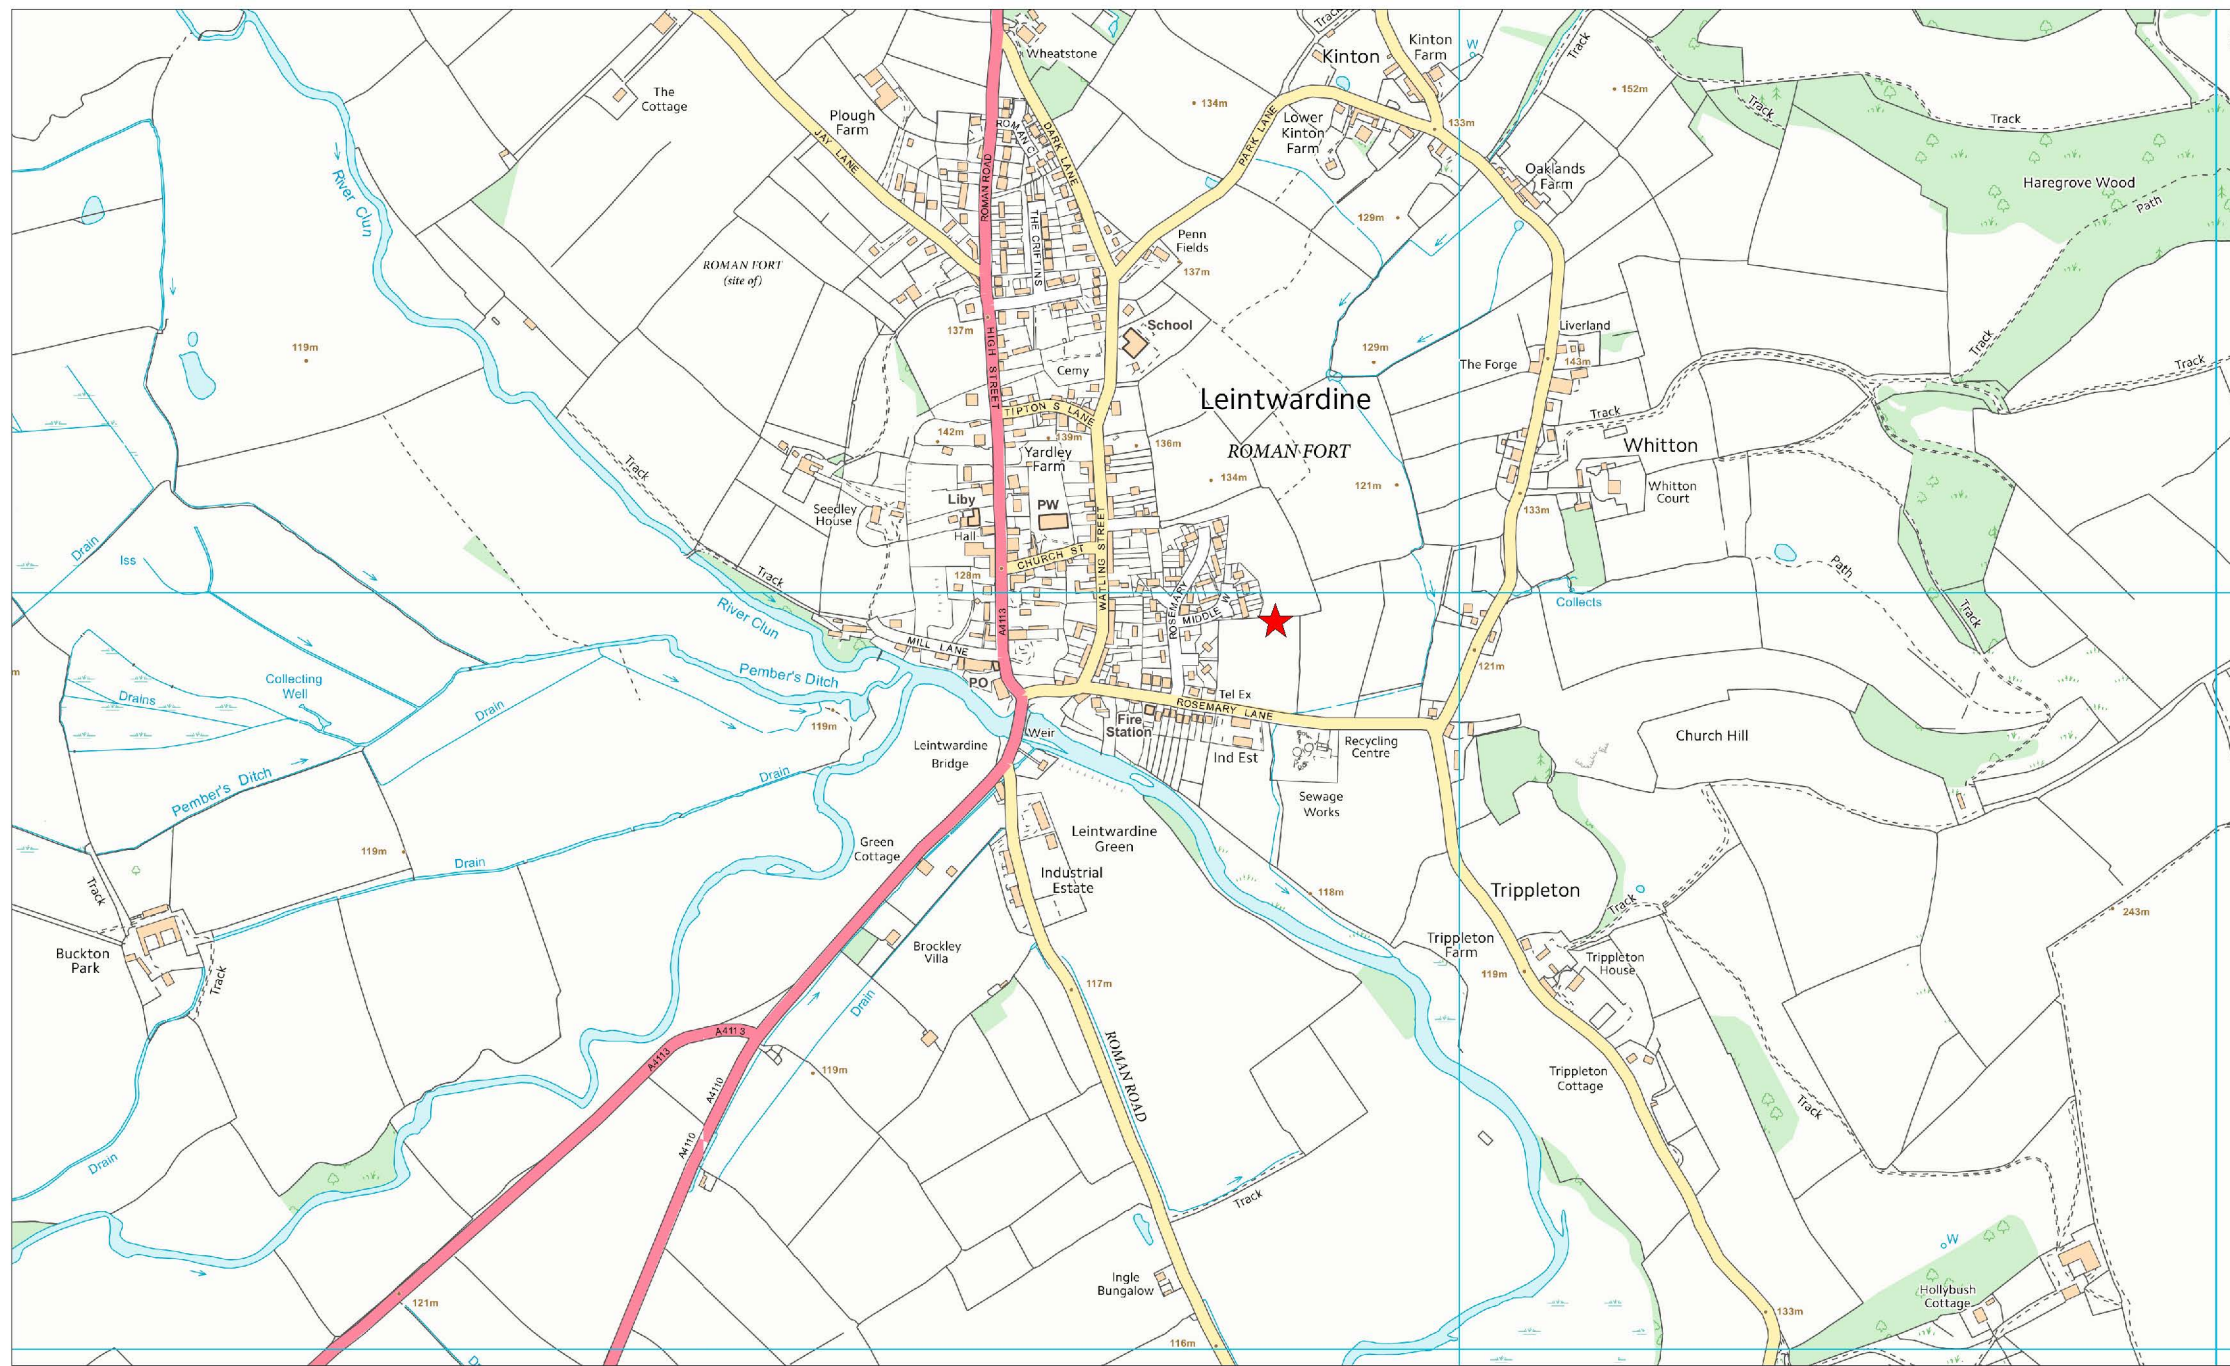 Track
Kinton
Kinton
Farm
W
Track
Wheatstone
The
Cottage
134m
152m
Plough
Farm
Track
Track
133m
Lower
Kinton
Farm
ROMAN CL
DARK LANE
JAY LANE
PARK LANE
ROMAN ROAD
River Clun
Oaklands
Farm
Haregrove Wood
Path
THE CRIFTINS
129m
Penn
Fields
137m
ROMAN FORT
(site of)
137m
School
HIGH STREET
119m
129m
Liverland
The Forge
143m
Track
Track
Cemy
Leintwardine
TIPTON S LANE
Track
142m
139m
136m
ROMAN FORT
Whitton
Yardley
Farm
Track
134m
121m
Whitton
Court
Liby
PW
Seedley
House
133m
Hall
WATLING STREET
Drain
Iss
CHURCH ST
Path
128m
Track
Collects
River Clun
A4113
ROSEMARY
MIDDLE W
Track
MILL LANE
121m
Pember's Ditch
Collecting
Well
m
PO
Drains
Drain
Tel Ex
ROSEMARY LANE
119m
Fire
Station
Weir
Leintwardine
Bridge
Recycling
Centre
Church Hill
Ind Est
Pember's Ditch
Drain
Sewage
Works
Leintwardine
Green
Green
Cottage
119m
Drain
Industrial
Estate
Track
118m
Trippleton
Track
243m
Brockley
Villa
Trippleton
Farm
Buckton
Park
Trippleton
House
119m
Track
117m
Drain
A4113
A4113
ROMAN ROAD
119m
Trippleton
Cottage
A4110
Track
A4110
Drain
Track
W
Ingle
Bungalow
Hollybush
Cottage
121m
133m
116m